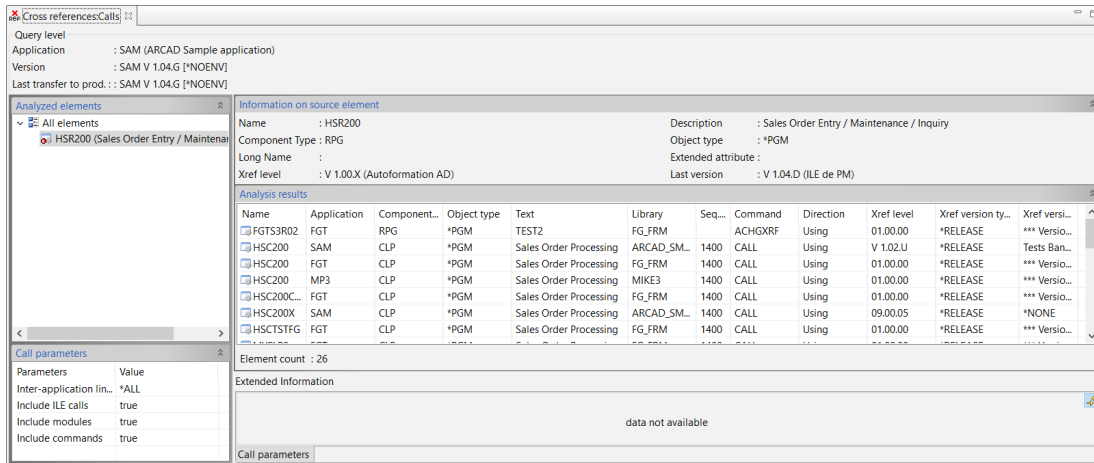 Cross references:Calls
Query level
Application : SAM (ARCAD Sample application)
Version : SAM V 1.04.G [*NOENV]
Last transfer to prod. : : SAM V 1.04.G [*NOENV]
Analyzed elements
All elements
HSR200 (Sales Order Entry / Maintenan
Call parameters
Parameters Value
Inter-application lin... *ALL
Include ILE calls true
Include modules true
Include commands true
Information on source element
Name : HSR200 Description : Sales Order Entry / Maintenance / Inquiry
Component Type : RPG Object type : *PGM
Long Name : Extended attribute :
Xref level : V 1.00.X (Autoformation AD) Last version : V 1.04.D (ILE de PM)
Analysis results
Name Application Component... Object type Text Library Seq.... Command Direction Xref level Xref version ty... Xref versi...
FGTS3R02 FGT RPG *PGM TEST2 FG_FRM ACHGXRF Using 01.00.00 *RELEASE *** Versio...
HSC200 SAM CLP *PGM Sales Order Processing ARCAD_SM... 1400 CALL Using V 1.02.U *RELEASE Tests Ban...
HSC200 FGT CLP *PGM Sales Order Processing FG_FRM 1400 CALL Using 01.00.00 *RELEASE *** Versio...
HSC200 MP3 CLP *PGM Sales Order Processing MIKE3 1400 CALL Using 01.00.00 *RELEASE *** Versio...
HSC200C... FGT CLP *PGM Sales Order Processing FG_FRM 1400 CALL Using 01.00.00 *RELEASE *** Versio...
HSC200X SAM CLP *PGM Sales Order Processing ARCAD_SM... 1400 CALL Using 09.00.05 *RELEASE *NONE
HSCTSTFG FGT CLP *PGM Sales Order Processing FG_FRM 1400 CALL Using 01.00.00 *RELEASE *** Versio...
Element count : 26
Extended Information
data not available
Call parameters